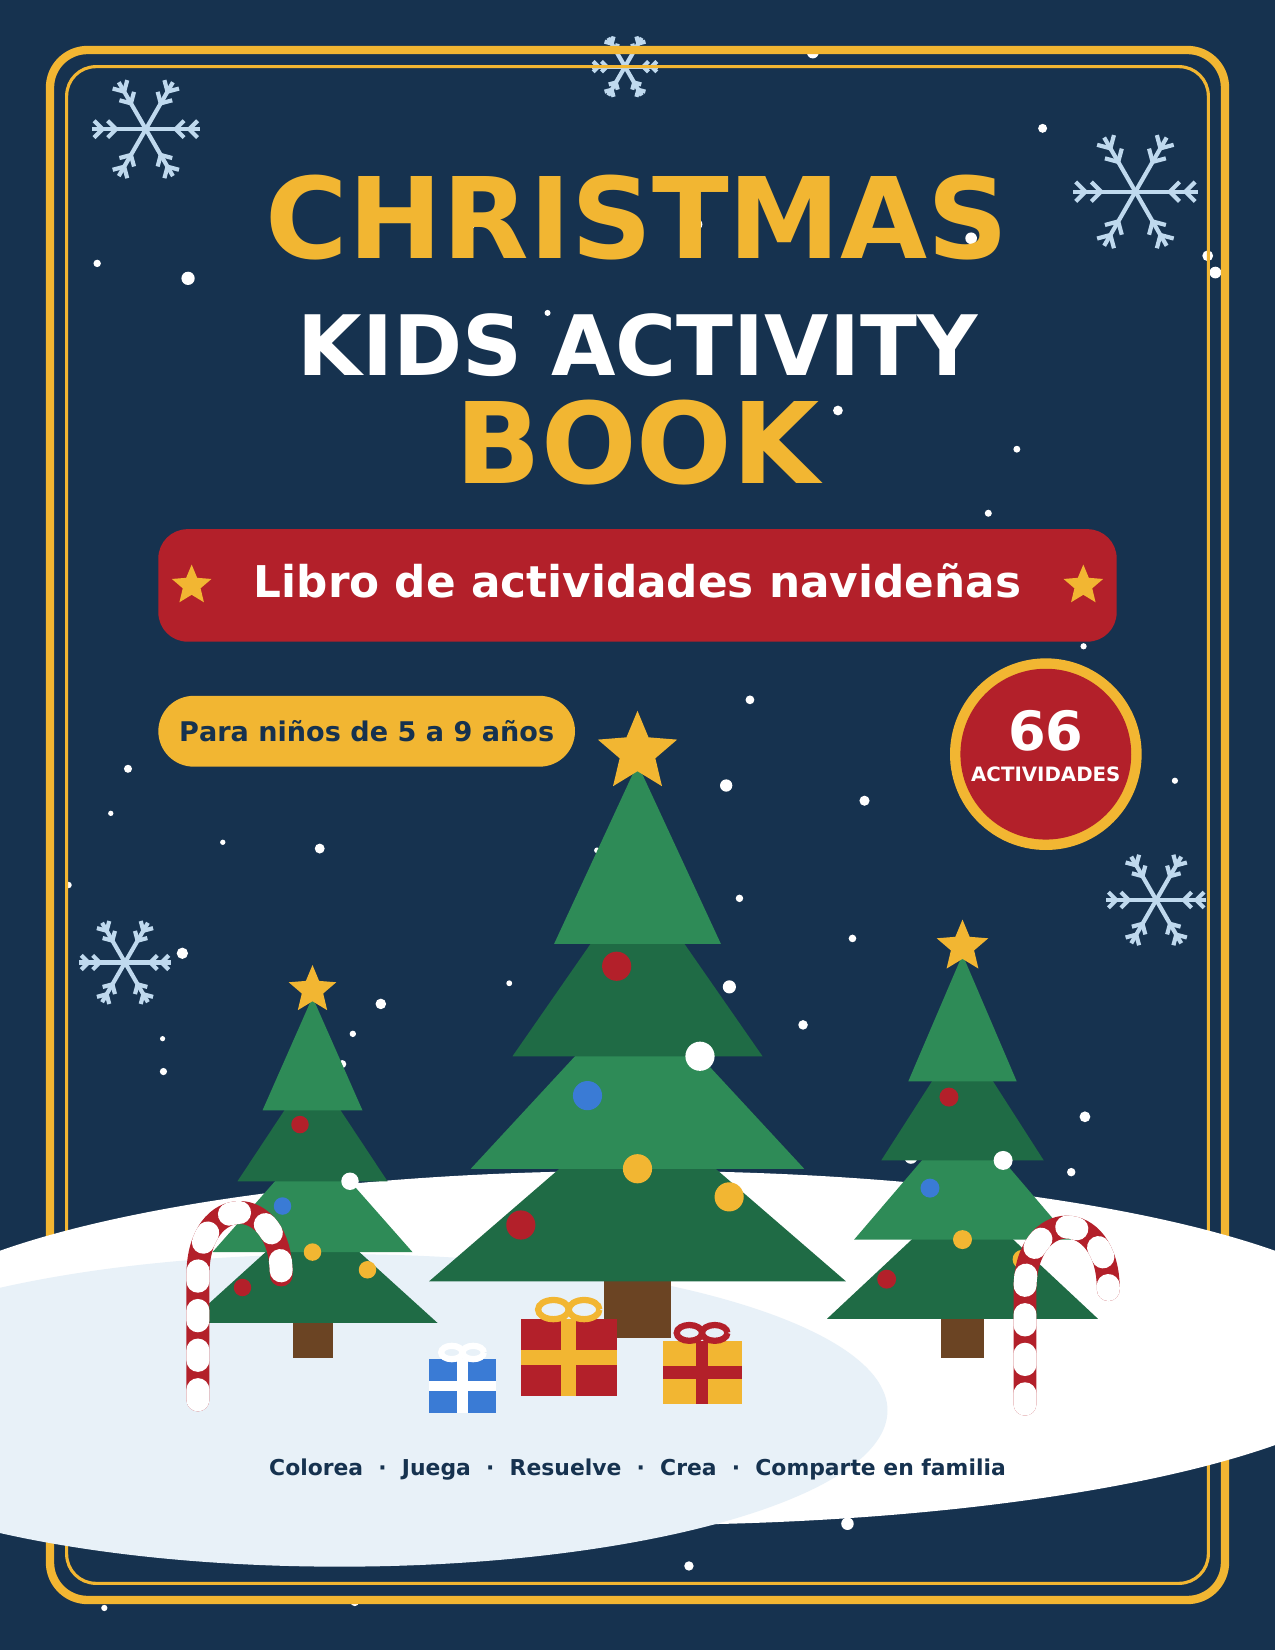 CHRISTMAS
KIDS ACTIVITY
BOOK
Libro de actividades navideñas
Para niños de 5 a 9 años
66
ACTIVIDADES
Colorea · Juega · Resuelve · Crea · Comparte en familia